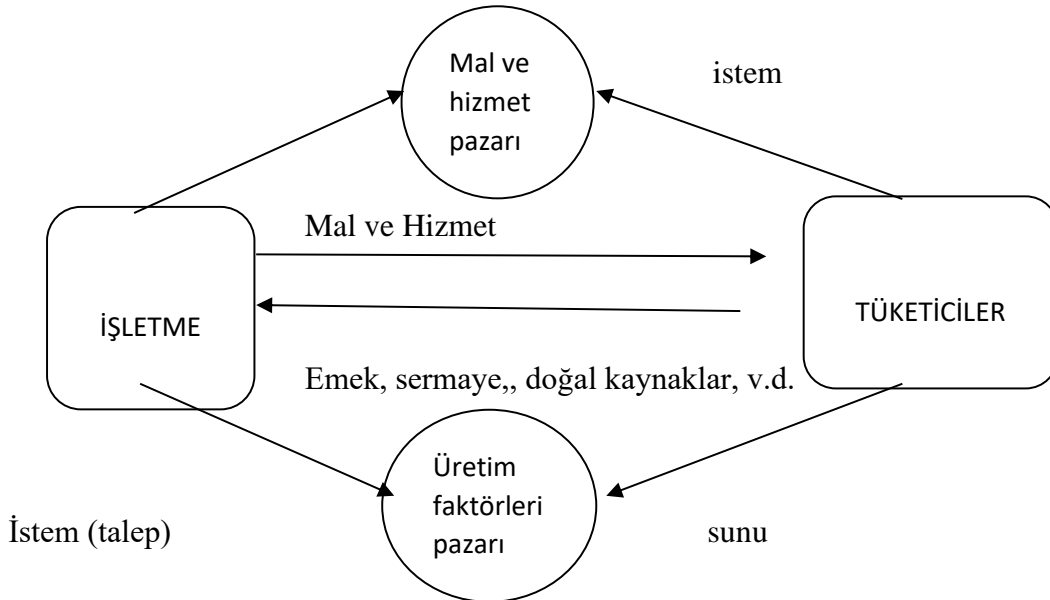 Mal ve
hizmet
pazarı
istem
Mal ve Hizmet
İŞLETME
TÜKETİCİLER
Emek, sermaye,, doğal kaynaklar, v.d.
Üretim
faktörleri
pazarı
İstem (talep)
sunu